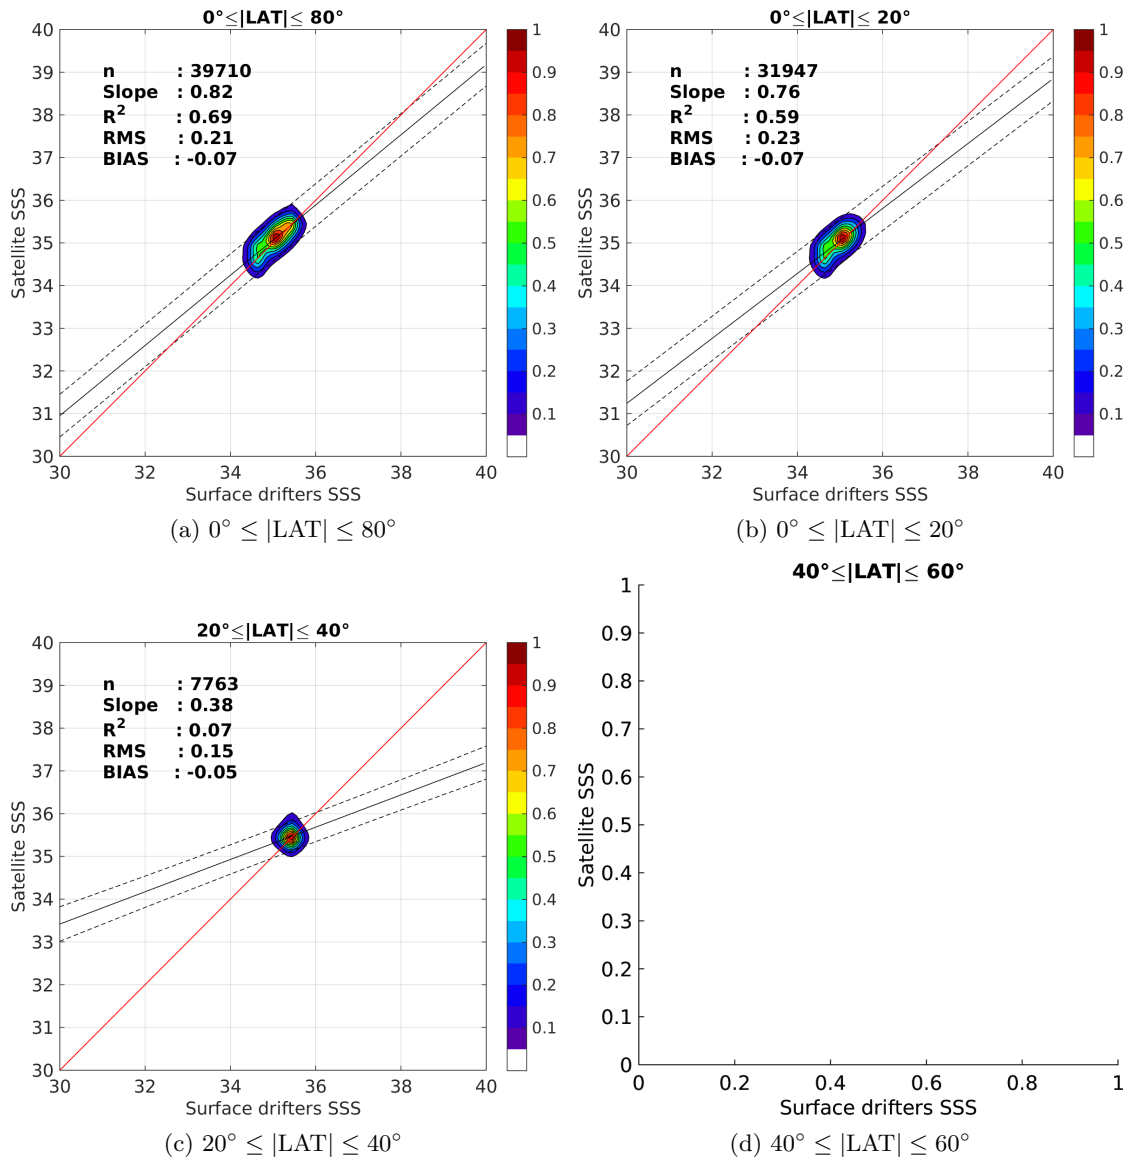 0°≤|LAT|≤ 80°
40
39
38
37
36
35
34
33
32
31
30
n : 39710
Slope : 0.82
R² : 0.69
RMS : 0.21
BIAS : -0.07
Satellite SSS
30 32 34 36 38 40
Surface drifters SSS
1
0.9
0.8
0.7
0.6
0.5
0.4
0.3
0.2
0.1
(a) 0° ≤ |LAT| ≤ 80°
0°≤|LAT|≤ 20°
40
39
38
37
36
35
34
33
32
31
30
n : 31947
Slope : 0.76
R² : 0.59
RMS : 0.23
BIAS : -0.07
Satellite SSS
30 32 34 36 38 40
Surface drifters SSS
1
0.9
0.8
0.7
0.6
0.5
0.4
0.3
0.2
0.1
(b) 0° ≤ |LAT| ≤ 20°
20°≤|LAT|≤ 40°
40
39
38
37
36
35
34
33
32
31
30
n : 7763
Slope : 0.38
R² : 0.07
RMS : 0.15
BIAS : -0.05
Satellite SSS
30 32 34 36 38 40
Surface drifters SSS
1
0.9
0.8
0.7
0.6
0.5
0.4
0.3
0.2
0.1
(c) 20° ≤ |LAT| ≤ 40°
40°≤|LAT|≤ 60°
1
0.9
0.8
0.7
0.6
0.5
0.4
0.3
0.2
0.1
0
Satellite SSS
0 0.2 0.4 0.6 0.8 1
Surface drifters SSS
(d) 40° ≤ |LAT| ≤ 60°